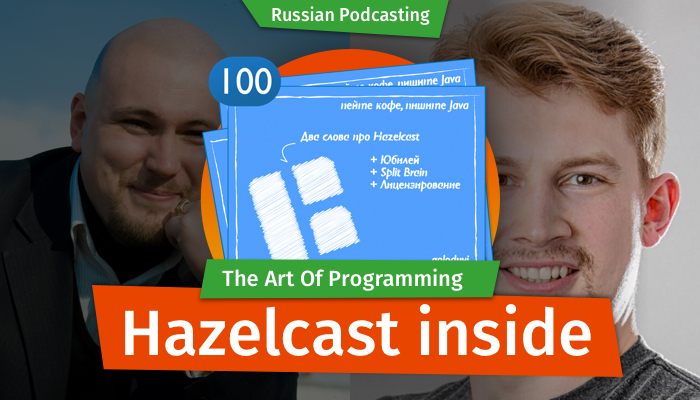 Russian Podcasting
100
пейте кофе, пишите Java
пейте кофе, пишите Java
Два слова про Hazelcast
+ Юбилей
+ Split Brain
+ Лицензирование
The Art Of Programming
Hazelcast inside